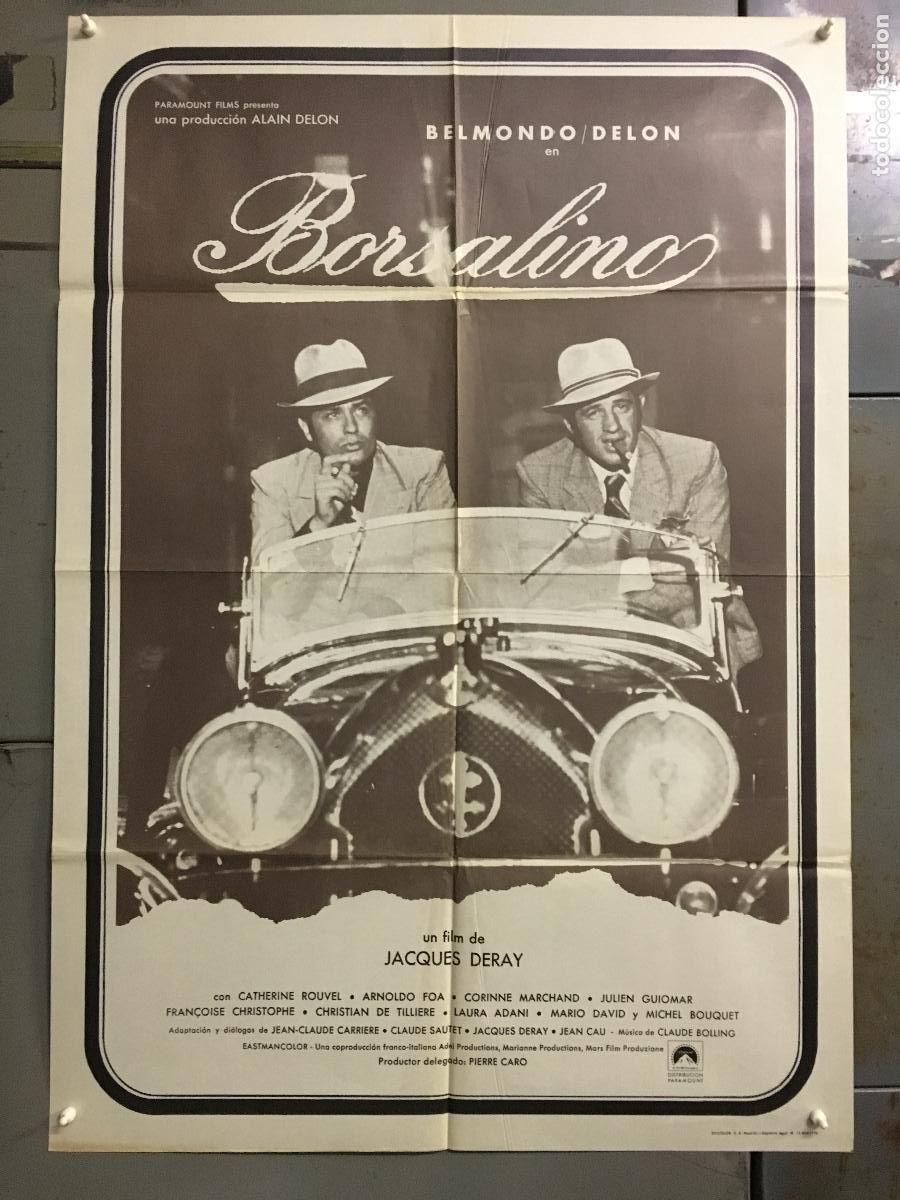 PARAMOUNT FILMS presenta
una producción ALAIN DELON
BELMONDO/DELON
en
Borsalino
un film de
JACQUES DERAY
con CATHERINE ROUVEL • ARNOLDO FOA • CORINNE MARCHAND • JULIEN GUIOMAR
FRANÇOISE CHRISTOPHE • CHRISTIAN DE TILLIERE • LAURA ADANI • MARIO DAVID y MICHEL BOUQUET
Adaptación y diálogos de JEAN-CLAUDE CARRIERE • CLAUDE SAUTET • JACQUES DERAY • JEAN CAU - Música de CLAUDE BOLLING
EASTMANCOLOR - Una coproducción franco-italiana Adel Productions, Marianne Productions, Mars Film Produzione
Productor delegado: PIERRE CARO
DISTRIBUCION
PARAMOUNT
todocoleccion